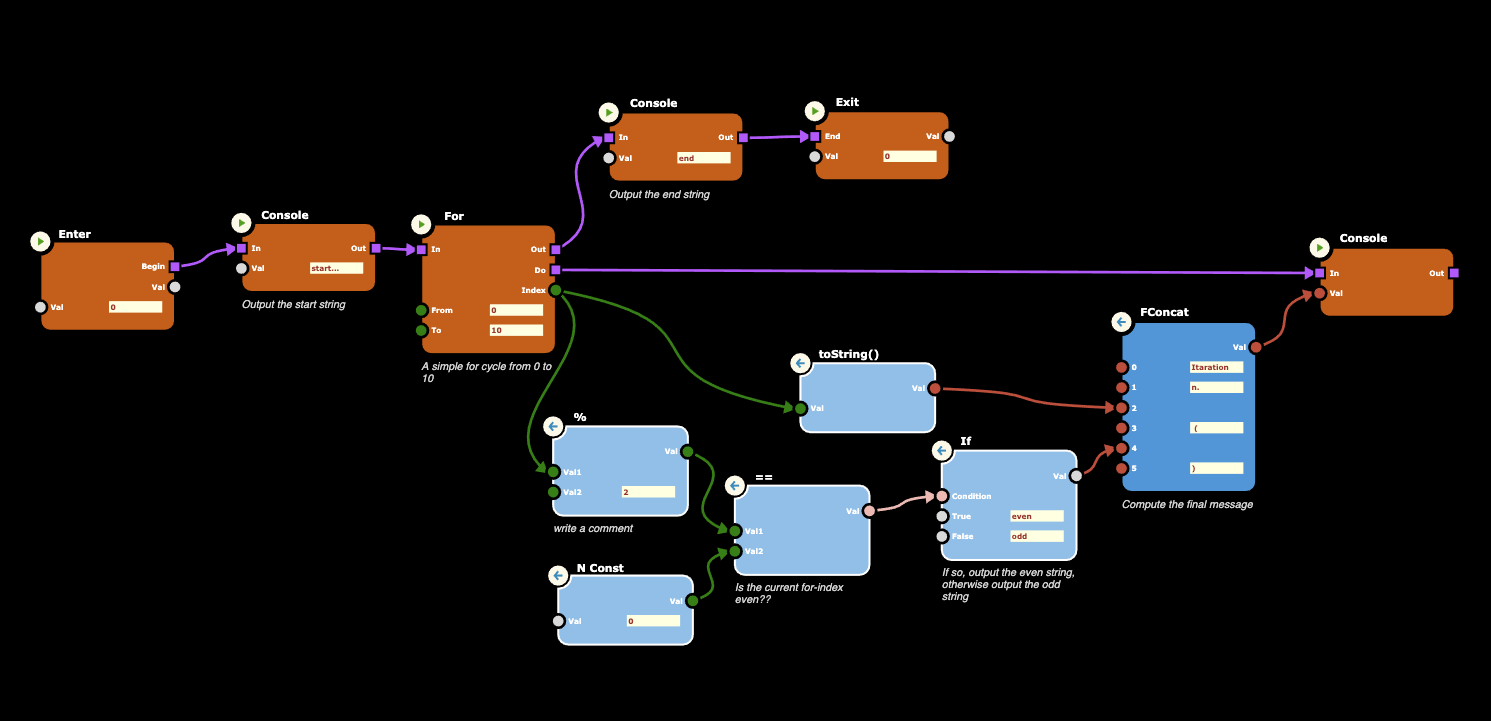 Console
In
Out
Val
end
Output the end string
Exit
End
Val
Val
0
Enter
Begin
Val
Val
0
Console
In
Out
Val
start...
Output the start string
For
In
Out
Do
Index
From
0
To
10
A simple for cycle from 0 to
10
Console
In
Out
Val
FConcat
Val
0
Itaration
1
n.
2
3
(
4
5
)
Compute the final message
toString()
Val
Val
%
Val
Val1
Val2
2
write a comment
==
Val
Val1
Val2
Is the current for-index
even??
If
Val
Condition
True
even
False
odd
If so, output the even string,
otherwise output the odd
string
N Const
Val
Val
0